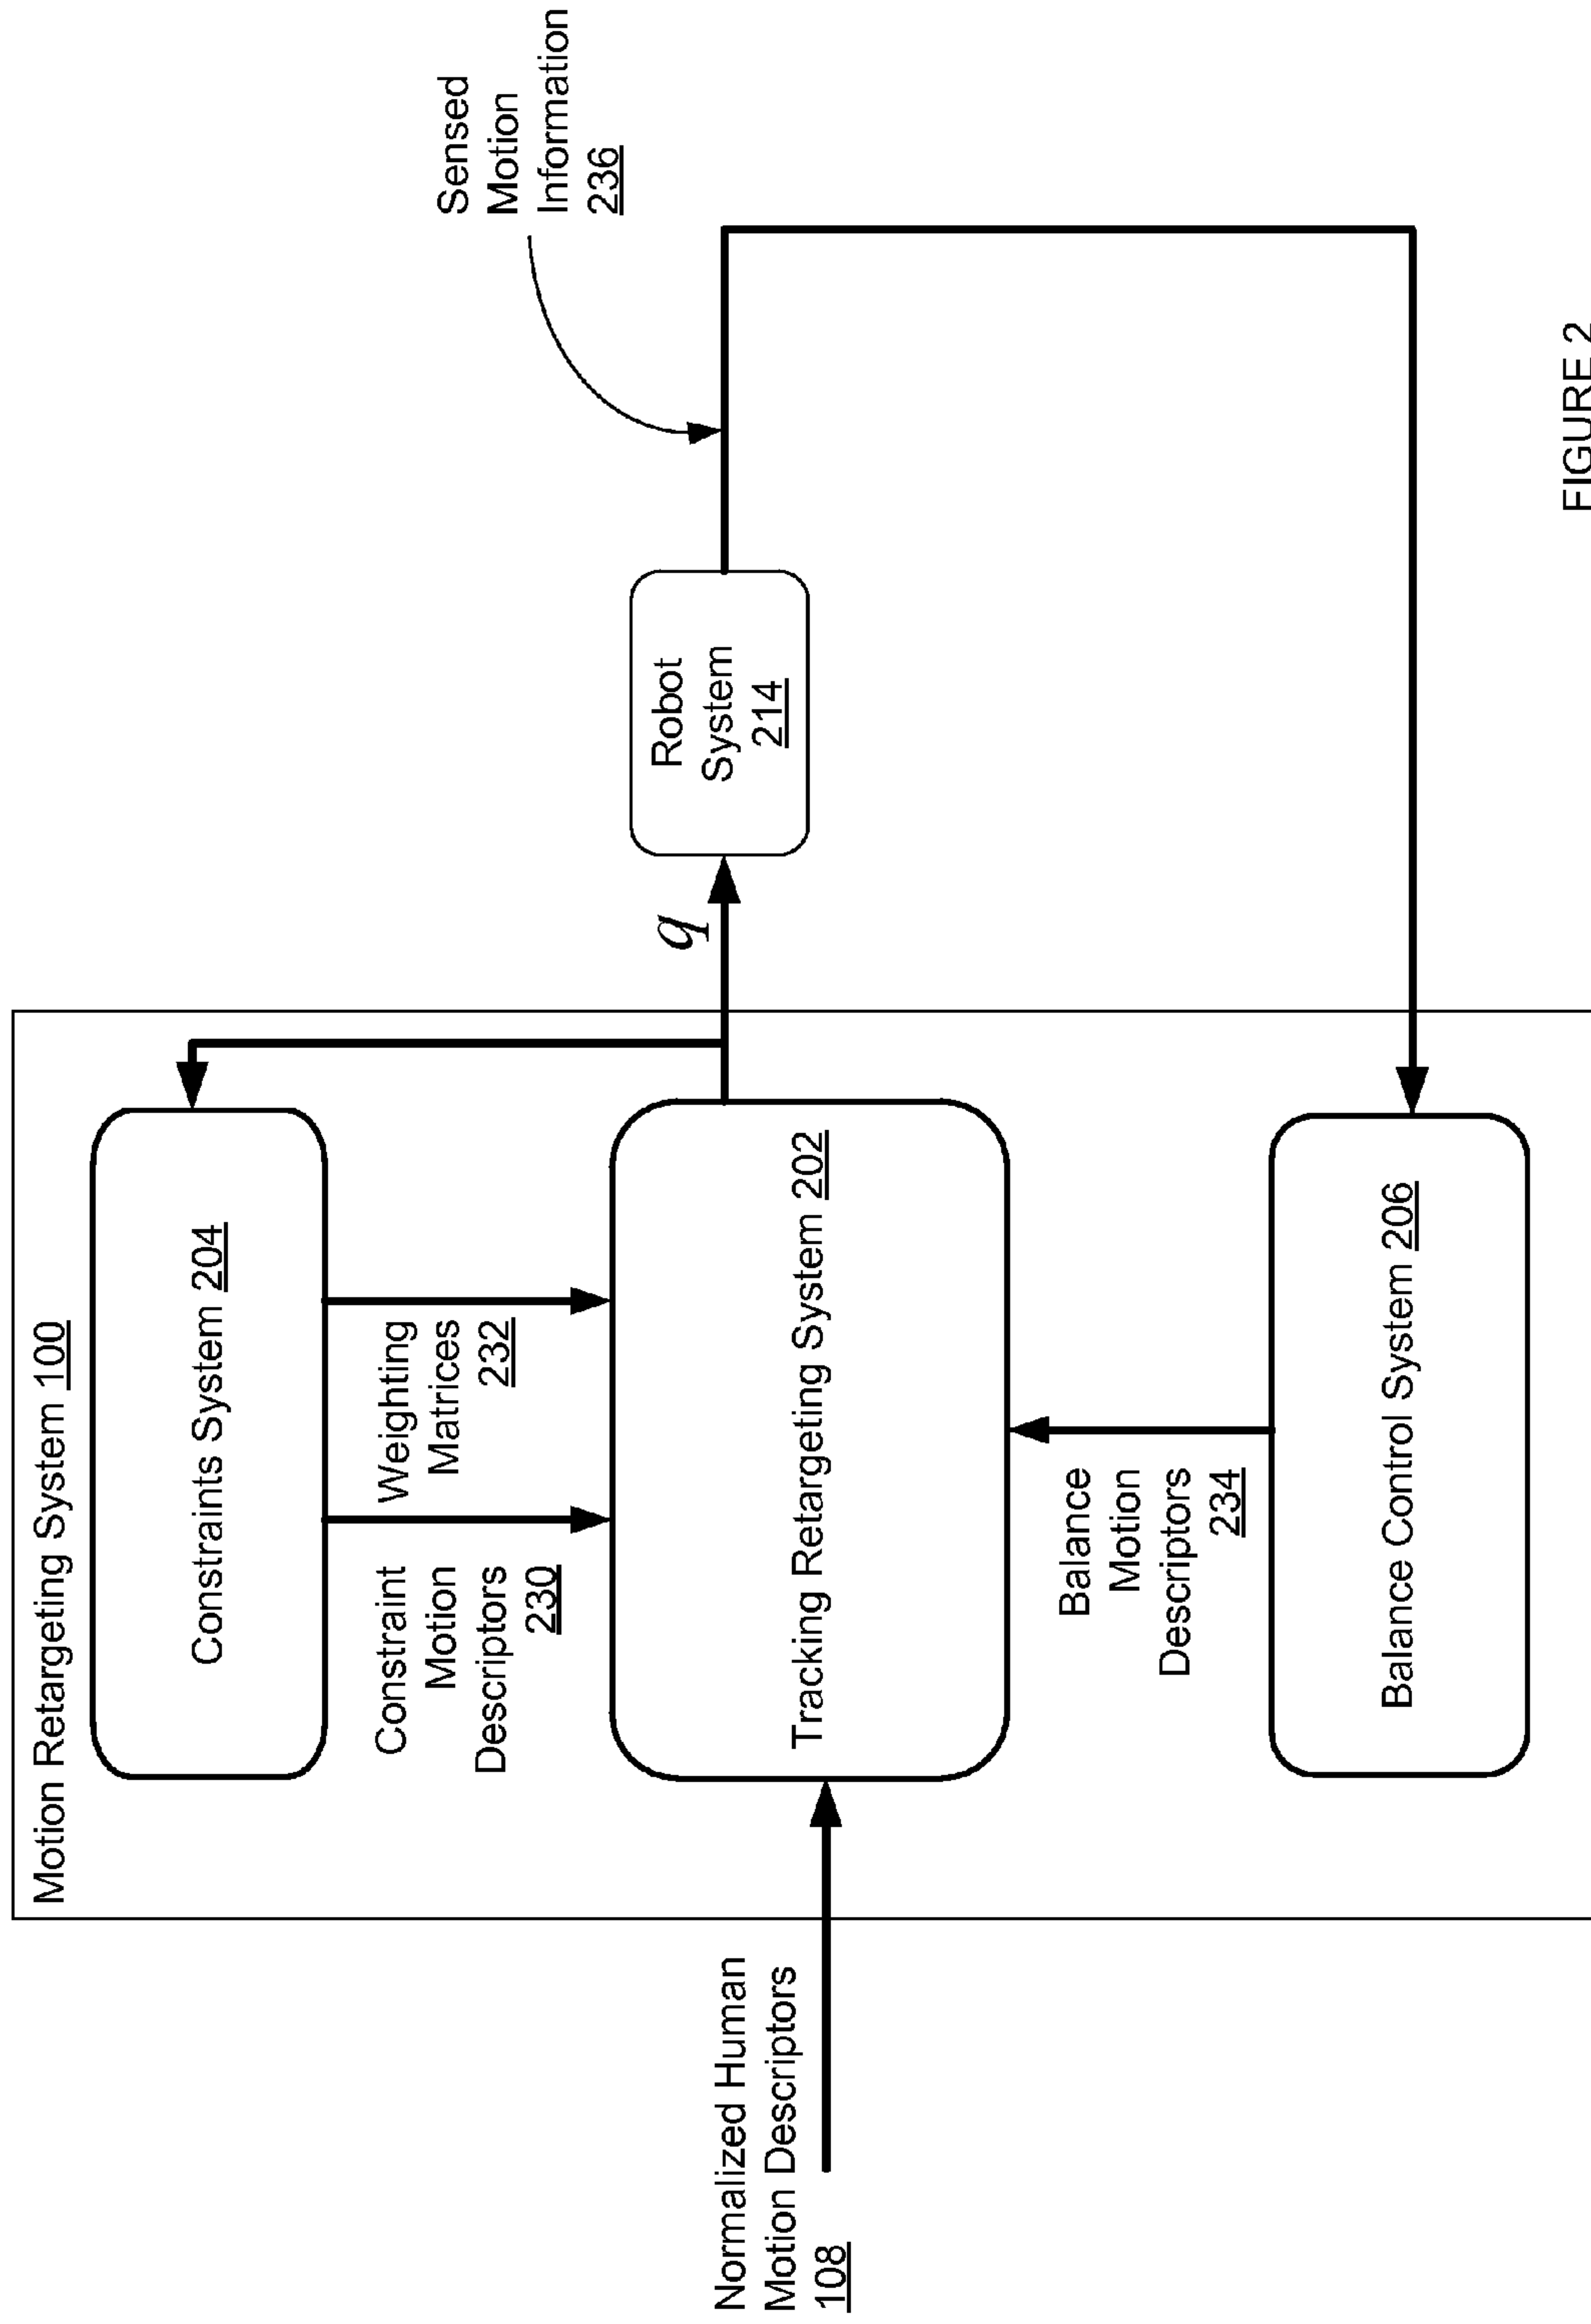 Motion Retargeting System 100
Constraints System 204
Constraint
Motion
Descriptors
230
Weighting
Matrices
232
Normalized Human
Motion Descriptors
108
Tracking Retargeting System 202
q
Robot
System
214
Sensed
Motion
Information
236
Balance
Motion
Descriptors
234
Balance Control System 206
FIGURE 2